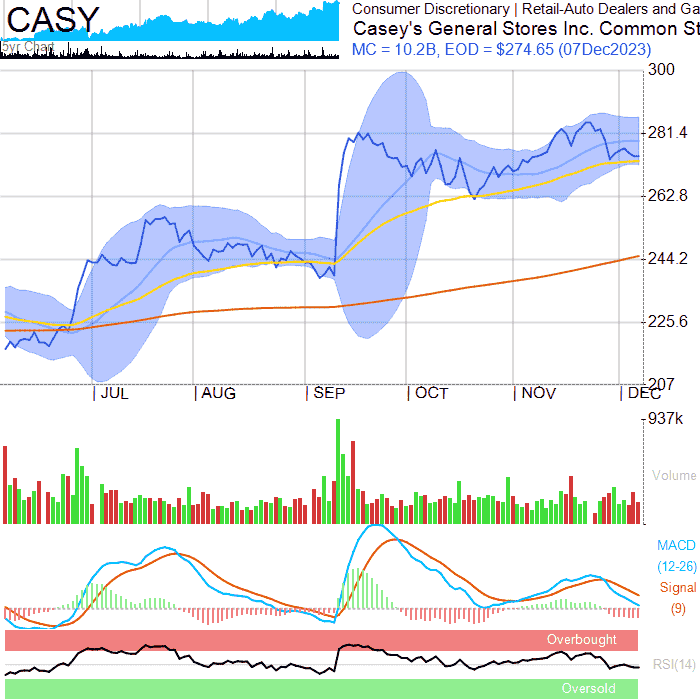 CASY
5yr Chart
Consumer Discretionary | Retail-Auto Dealers and Ga
Casey's General Stores Inc. Common St
MC = 10.2B, EOD = $274.65 (07Dec2023)
300
281.4
262.8
244.2
225.6
207
JUL AUG SEP OCT NOV DEC
937k
Volume
MACD
(12-26)
Signal
(9)
Overbought
RSI(14)
Oversold